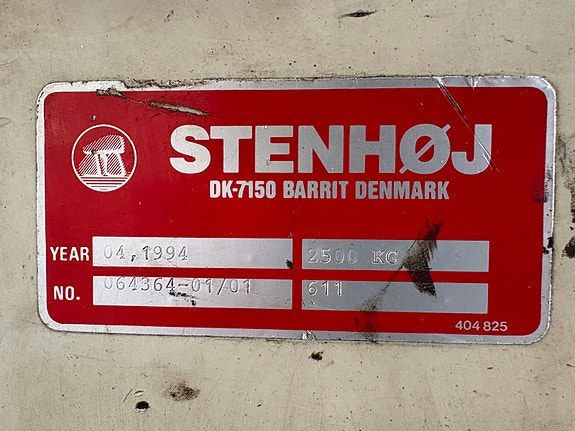 STENHØJ
DK-7150 BARRIT DENMARK
YEAR 04,1994 2500 KG
NO. 064364-01/01 611
404 825